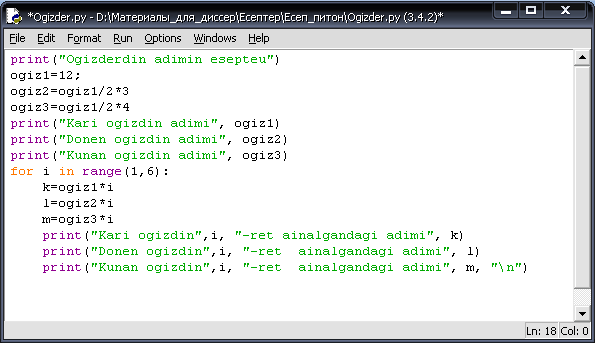 *Ogizder.py - D:\Материалы_для_диссер\Есептер\Есеп_питон\Ogizder.py (3.4.2)*
File Edit Format Run Options Windows Help
print("Ogizderdin adimin esepteu")
ogiz1=12;
ogiz2=ogiz1/2*3
ogiz3=ogiz1/2*4
print("Kari ogizdin adimi", ogiz1)
print("Donen ogizdin adimi", ogiz2)
print("Kunan ogizdin adimi", ogiz3)
for i in range(1,6):
    k=ogiz1*i
    l=ogiz2*i
    m=ogiz3*i
    print("Kari ogizdin",i, "-ret ainalgandagi adimi", k)
    print("Donen ogizdin",i, "-ret  ainalgandagi adimi", l)
    print("Kunan ogizdin",i, "-ret  ainalgandagi adimi", m, "\n")
Ln: 18 Col: 0